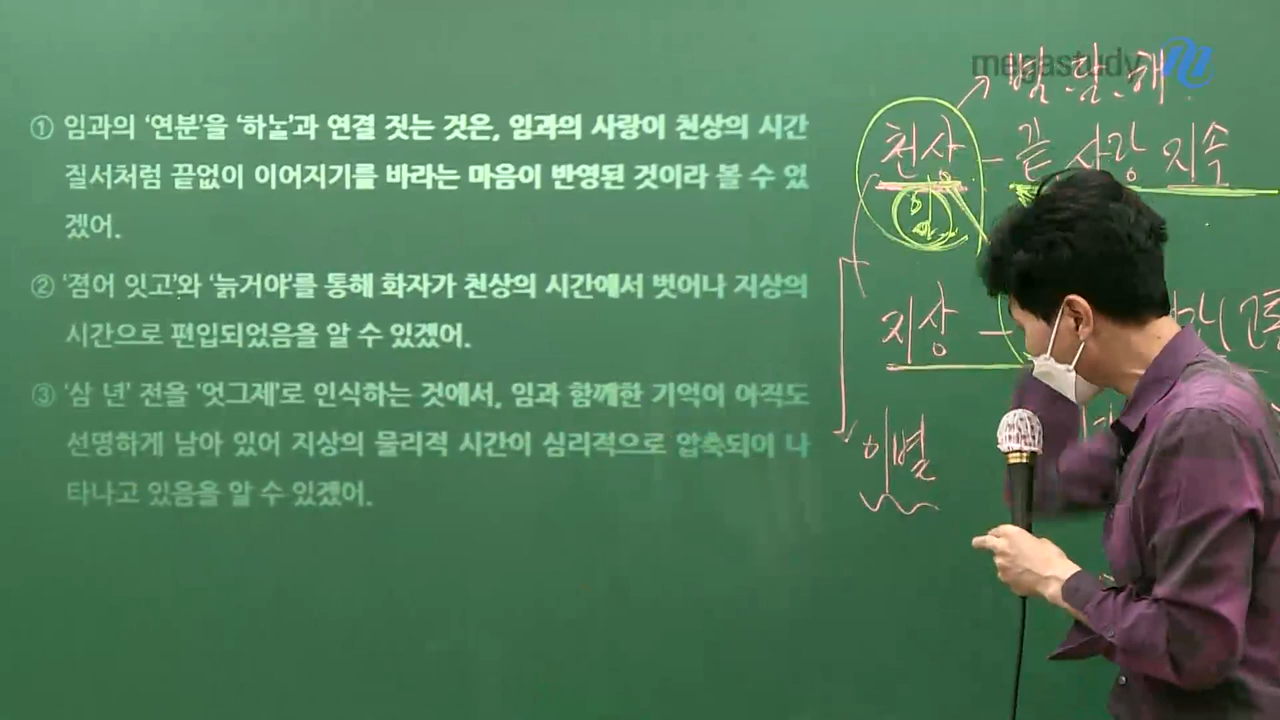 megastudy
① 임과의 ‘연분’을 ‘하ᄂᆞᆯ’과 연결 짓는 것은, 임과의 사랑이 천상의 시간
질서처럼 끝없이 이어지기를 바라는 마음이 반영된 것이라 볼 수 있
겠어.
② ‘졈어 잇고’와 ‘늙거야’를 통해 화자가 천상의 시간에서 벗어나 지상의
시간으로 편입되었음을 알 수 있겠어.
③ ‘삼 년’ 전을 ‘엇그제’로 인식하는 것에서, 임과 함께한 기억이 아직도
선명하게 남아 있어 지상의 물리적 시간이 심리적으로 압축되어 나
타나고 있음을 알 수 있겠어.
별.달.해.
천상 - 끝 사랑 지속
지상 -
이별